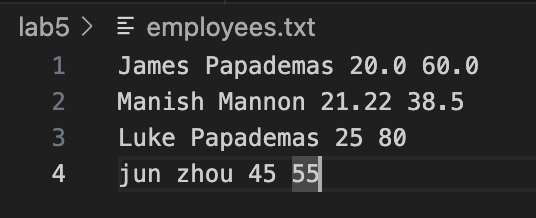 lab5 > employees.txt
1 James Papademas 20.0 60.0
2 Manish Mannon 21.22 38.5
3 Luke Papademas 25 80
4 jun zhou 45 55